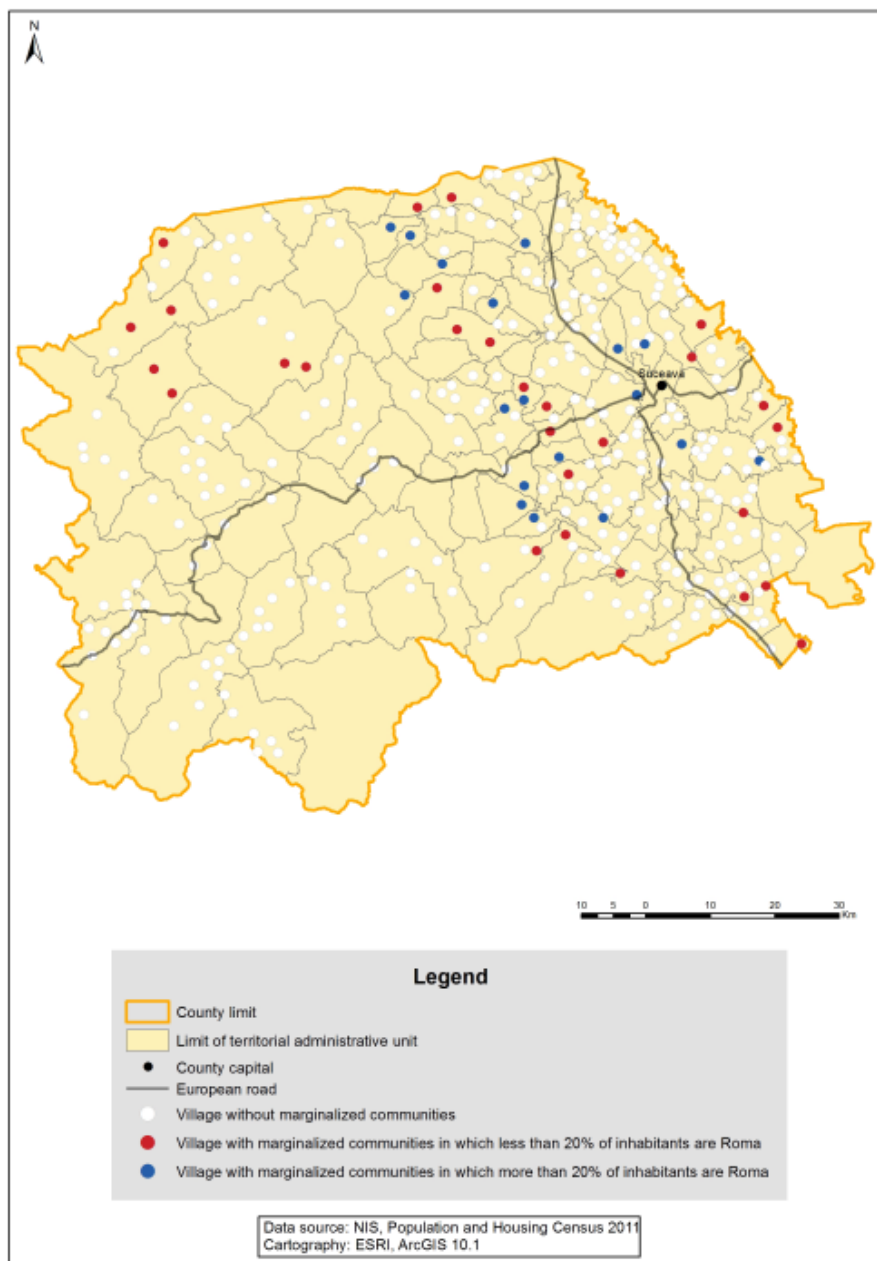 N
Suceava
10 5 0 10 20 30
Km
Legend
County limit
Limit of territorial administrative unit
County capital
European road
Village without marginalized communities
Village with marginalized communities in which less than 20% of inhabitants are Roma
Village with marginalized communities in which more than 20% of inhabitants are Roma
Data source: NIS, Population and Housing Census 2011
Cartography: ESRI, ArcGIS 10.1